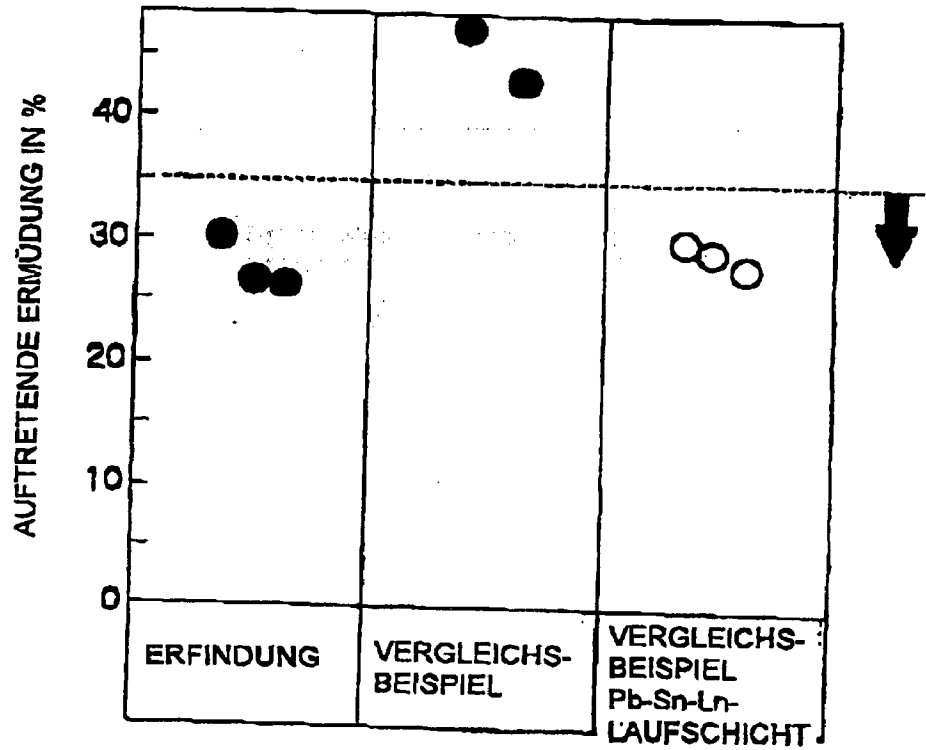 AUFTRETENDE ERMÜDUNG IN %
40
30
20
10
0
ERFINDUNG
VERGLEICHS-
BEISPIEL
VERGLEICHS-
BEISPIEL
Pb-Sn-Ln-
LAUFSCHICHT